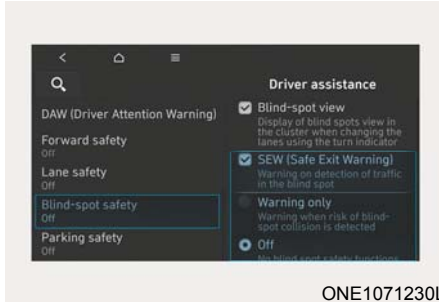 DAW (Driver Attention Warning)
Forward safety
Off
Lane safety
Off
Blind-spot safety
Off
Parking safety
Off
Driver assistance
Blind-spot view
Display of blind spots view in
the cluster when changing the
lanes using the turn indicator
SEW (Safe Exit Warning)
Warning on detection of traffic
in the blind spot
Warning only
Warning when risk of blind-
spot collision is detected
Off
No blind spot safety functions
ONE1071230L